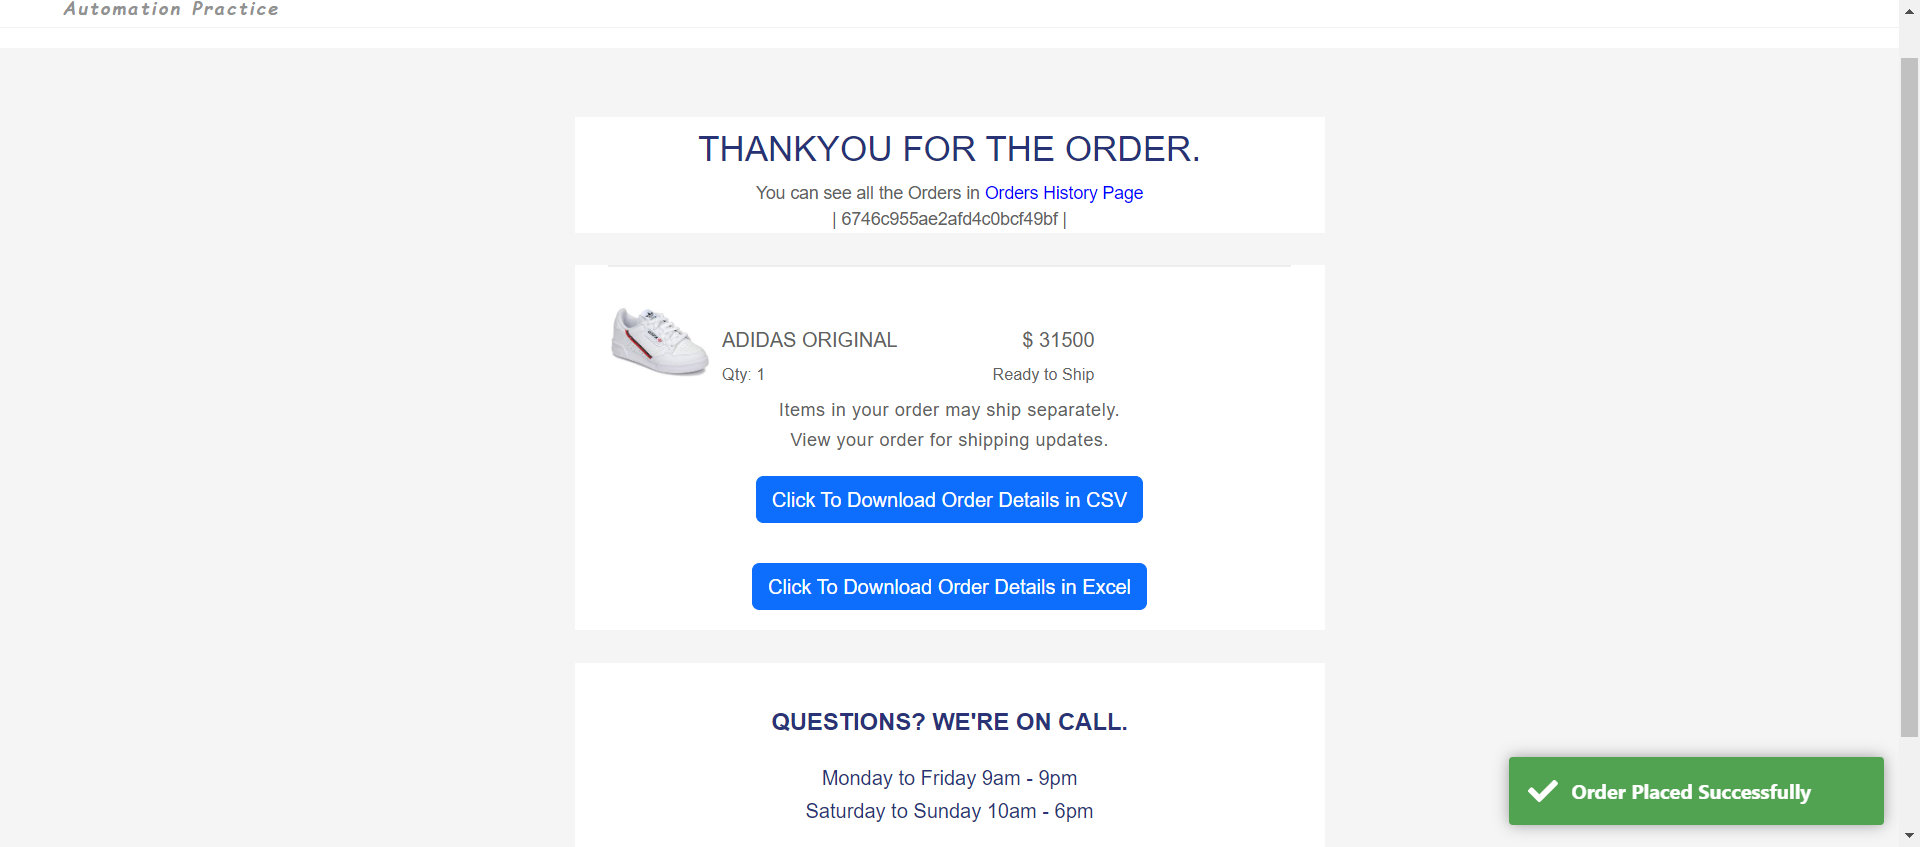 Automation Practice
THANKYOU FOR THE ORDER.
You can see all the Orders in Orders History Page
| 6746c955ae2afd4c0bcf49bf |
ADIDAS ORIGINAL
$ 31500
Qty: 1
Ready to Ship
Items in your order may ship separately.
View your order for shipping updates.
Click To Download Order Details in CSV
Click To Download Order Details in Excel
QUESTIONS? WE'RE ON CALL.
Monday to Friday 9am - 9pm
Saturday to Sunday 10am - 6pm
Order Placed Successfully